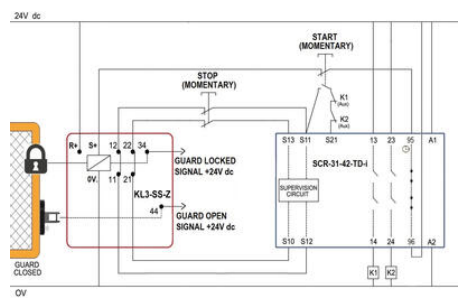 24V dc
START
(MOMENTARY)
STOP
(MOMENTARY)
K1
(Aux)
K2
(Aux)
R+ S+ 12 22 34
GUARD LOCKED
SIGNAL +24V dc
0V. 11 21
KL3-SS-Z
44
GUARD OPEN
SIGNAL +24V dc
S13 S11 S21 13 23 95 A1
SCR-31-42-TD-i
SUPERVISION
CIRCUIT
S10 S12 14 24 96 A2
K1 K2
GUARD
CLOSED
OV